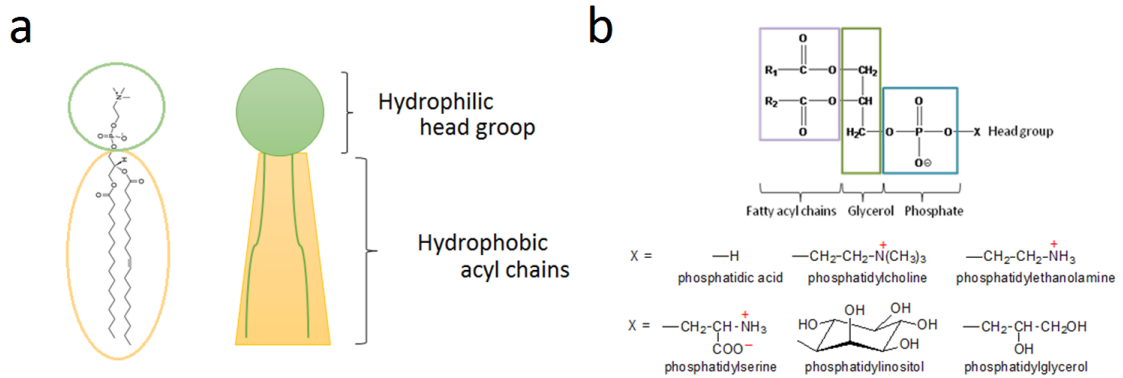 a
Hydrophilic
head groop
Hydrophobic
acyl chains
b
O
R₁—C—O—CH₂
R₂—C—O—CH
O
O
H₂C—O—P—O—X Head group
O⊖
Fatty acyl chains Glycerol Phosphate
X = —H —CH₂-CH₂-N⁺(CH₃)₃ —CH₂-CH₂-NH₃⁺
phosphatidic acid phosphatidylcholine phosphatidylethanolamine
X = —CH₂-CH-NH₃⁺
COO⁻
OH OH
HO OH
HO OH
—CH₂-CH-CH₂OH
OH
phosphatidylserine phosphatidylinositol phosphatidylglycerol